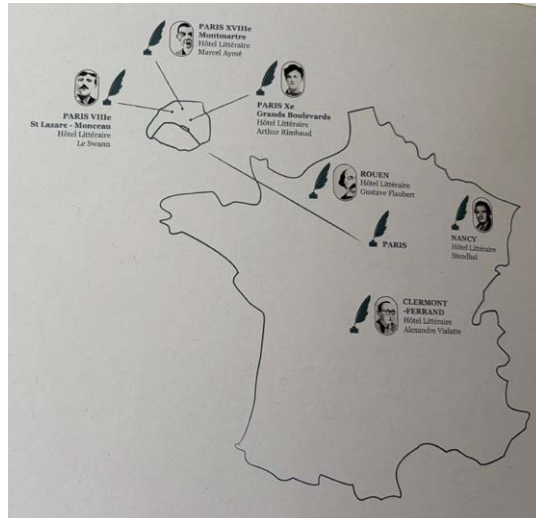 PARIS XVIIIe
Montmartre
Hôtel Littéraire
Marcel Aymé
PARIS VIIIe
St Lazare - Monceau
Hôtel Littéraire
Le Swann
PARIS Xe
Grands Boulevards
Hôtel Littéraire
Arthur Rimbaud
ROUEN
Hôtel Littéraire
Gustave Flaubert
PARIS
NANCY
Hôtel Littéraire
Stendhal
CLERMONT
-FERRAND
Hôtel Littéraire
Alexandre Vialatte